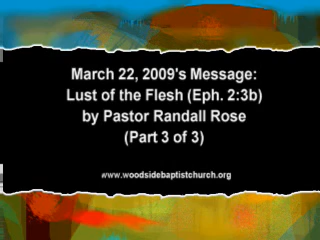 March 22, 2009's Message:
Lust of the Flesh (Eph. 2:3b)
by Pastor Randall Rose
(Part 3 of 3)
www.woodsidebaptistchurch.org